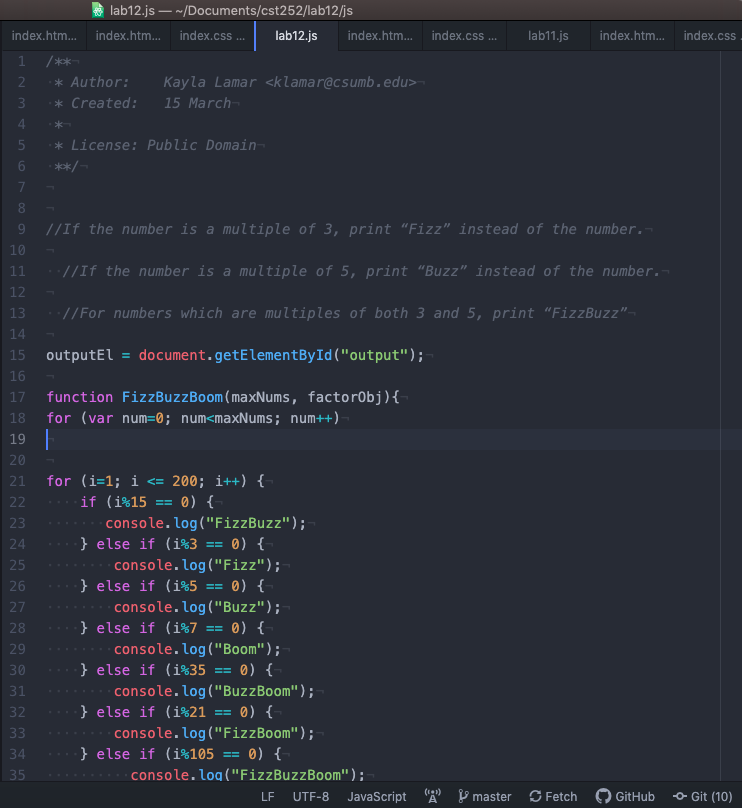 lab12.js — ~/Documents/cst252/lab12/js
index.htm... index.htm... index.css ... lab12.js index.htm... index.css ... lab11.js index.htm... index.css
1 /**
2 * Author: Kayla Lamar <klamar@csumb.edu>
3 * Created: 15 March
4 *
5 * License: Public Domain
6 **/
7
8
9 //If the number is a multiple of 3, print “Fizz” instead of the number.
10
11 //If the number is a multiple of 5, print “Buzz” instead of the number.
12
13 //For numbers which are multiples of both 3 and 5, print “FizzBuzz”
14
15 outputEl = document.getElementById("output");
16
17 function FizzBuzzBoom(maxNums, factorObj){
18 for (var num=0; num<maxNums; num++)
19
20
21 for (i=1; i <= 200; i++) {
22 if (i%15 == 0) {
23 console.log("FizzBuzz");
24 } else if (i%3 == 0) {
25 console.log("Fizz");
26 } else if (i%5 == 0) {
27 console.log("Buzz");
28 } else if (i%7 == 0) {
29 console.log("Boom");
30 } else if (i%35 == 0) {
31 console.log("BuzzBoom");
32 } else if (i%21 == 0) {
33 console.log("FizzBoom");
34 } else if (i%105 == 0) {
35 console.log("FizzBuzzBoom");
LF UTF-8 JavaScript master Fetch GitHub Git (10)